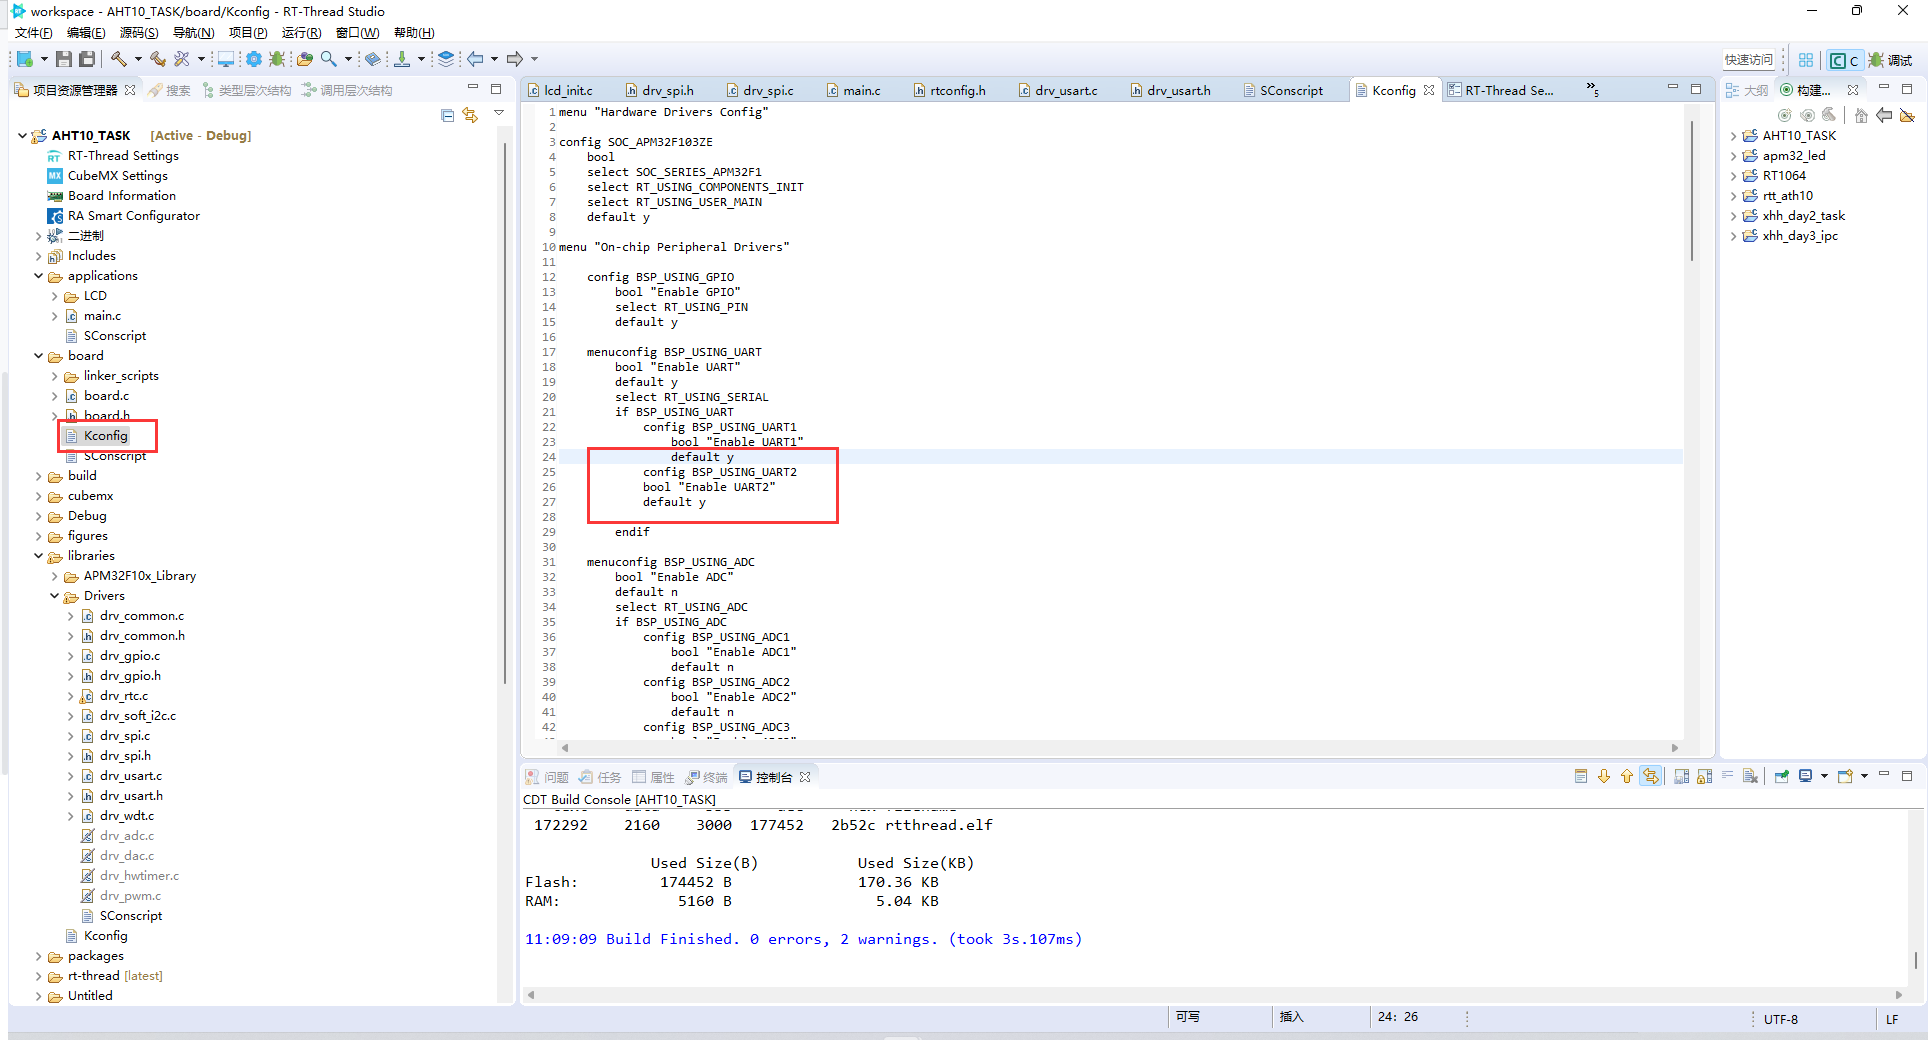 workspace - AHT10_TASK/board/Kconfig - RT-Thread Studio
文件(F) 编辑(E) 源码(S) 导航(N) 项目(P) 运行(R) 窗口(W) 帮助(H)
快速访问 C 调试
项目资源管理器 搜索 类型层次结构 调用层次结构
AHT10_TASK [Active - Debug]
RT-Thread Settings
CubeMX Settings
Board Information
RA Smart Configurator
二进制
Includes
applications
LCD
main.c
SConscript
board
linker_scripts
board.c
board.h
Kconfig
SConscript
build
cubemx
Debug
figures
libraries
APM32F10x_Library
Drivers
drv_common.c
drv_common.h
drv_gpio.c
drv_gpio.h
drv_rtc.c
drv_soft_i2c.c
drv_spi.c
drv_spi.h
drv_usart.c
drv_usart.h
drv_wdt.c
drv_adc.c
drv_dac.c
drv_hwtimer.c
drv_pwm.c
SConscript
Kconfig
packages
rt-thread [latest]
Untitled
lcd_init.c drv_spi.h drv_spi.c main.c rtconfig.h drv_usart.c drv_usart.h SConscript Kconfig RT-Thread Se... »5
1 menu "Hardware Drivers Config"
2
3 config SOC_APM32F103ZE
4 bool
5 select SOC_SERIES_APM32F1
6 select RT_USING_COMPONENTS_INIT
7 select RT_USING_USER_MAIN
8 default y
9
10 menu "On-chip Peripheral Drivers"
11
12 config BSP_USING_GPIO
13 bool "Enable GPIO"
14 select RT_USING_PIN
15 default y
16
17 menuconfig BSP_USING_UART
18 bool "Enable UART"
19 default y
20 select RT_USING_SERIAL
21 if BSP_USING_UART
22 config BSP_USING_UART1
23 bool "Enable UART1"
24 default y
25 config BSP_USING_UART2
26 bool "Enable UART2"
27 default y
28
29 endif
30
31 menuconfig BSP_USING_ADC
32 bool "Enable ADC"
33 default n
34 select RT_USING_ADC
35 if BSP_USING_ADC
36 config BSP_USING_ADC1
37 bool "Enable ADC1"
38 default n
39 config BSP_USING_ADC2
40 bool "Enable ADC2"
41 default n
42 config BSP_USING_ADC3
大纲 构建...
AHT10_TASK
apm32_led
RT1064
rtt_ath10
xhh_day2_task
xhh_day3_ipc
问题 任务 属性 终端 控制台
CDT Build Console [AHT10_TASK]
172292 2160 3000 177452 2b52c rtthread.elf
Used Size(B) Used Size(KB)
Flash: 174452 B 170.36 KB
RAM: 5160 B 5.04 KB
11:09:09 Build Finished. 0 errors, 2 warnings. (took 3s.107ms)
可写 插入 24: 26 UTF-8 LF